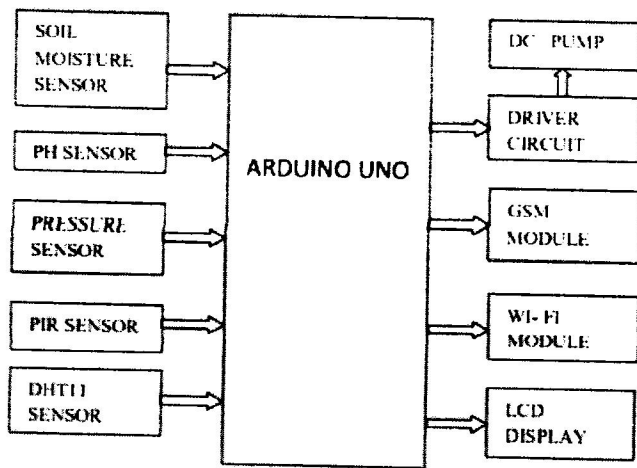 SOIL
MOISTURE
SENSOR
PH SENSOR
PRESSURE
SENSOR
PIR SENSOR
DHT11
SENSOR
ARDUINO UNO
DC PUMP
DRIVER
CIRCUIT
GSM
MODULE
WI-FI
MODULE
LCD
DISPLAY